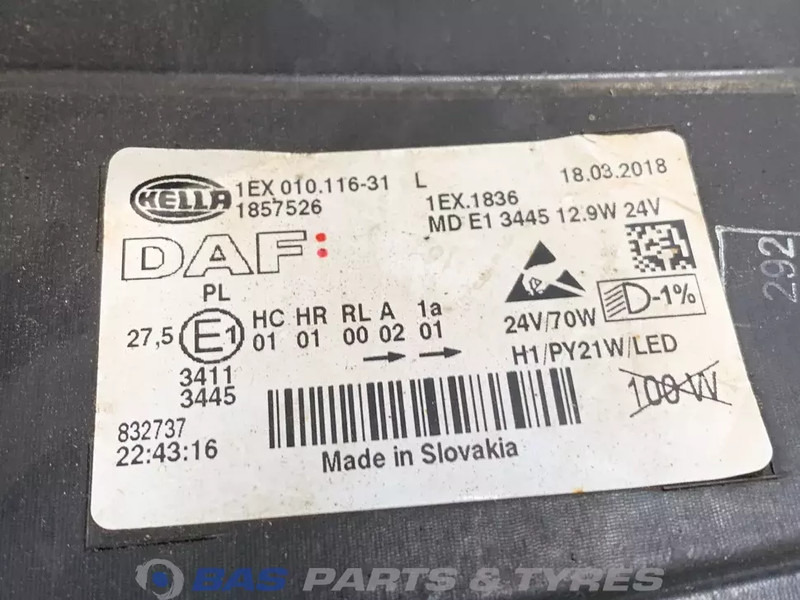 HELLA 1EX 010.116-31 L 18.03.2018
1857526 1EX.1836
MD E1 3445 12.9W 24V
DAF
PL
27,5 E1 HC HR RL A 1a
01 01 00 02 01
24V/70W -1%
H1/PY21W/LED
3411
3445
100 W
832737
22:43:16
Made in Slovakia
292
BAS PARTS & TYRES